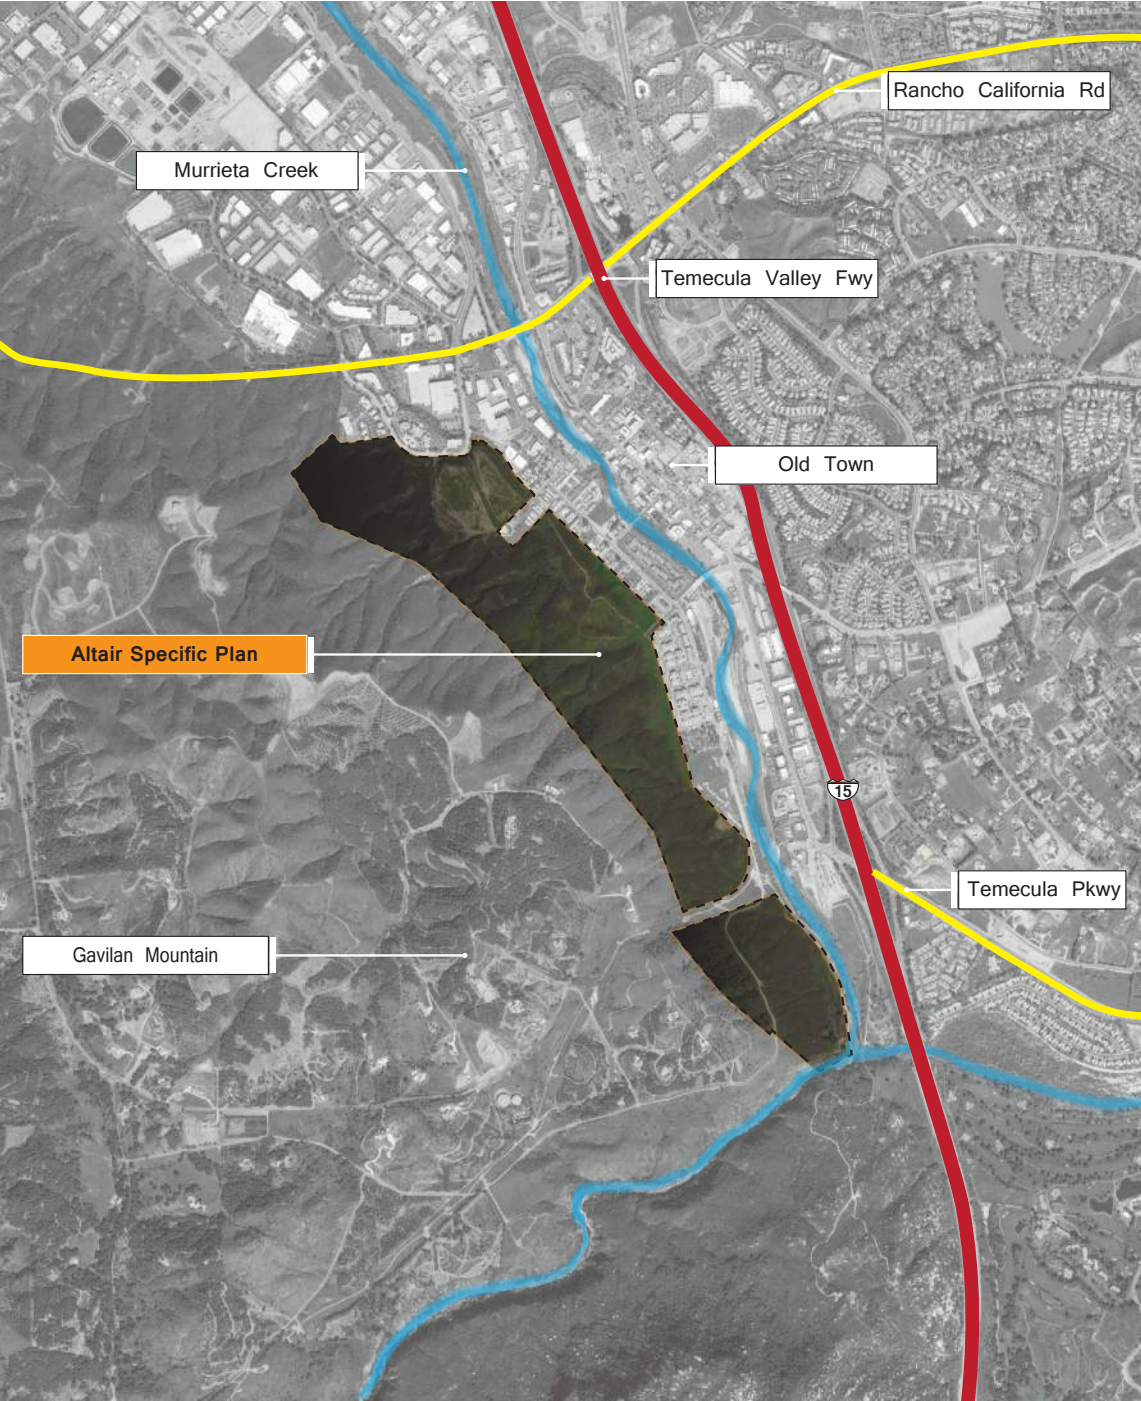 Rancho California Rd
Murrieta Creek
Temecula Valley Fwy
Old Town
Altair Specific Plan
15
Temecula Pkwy
Gavilan Mountain